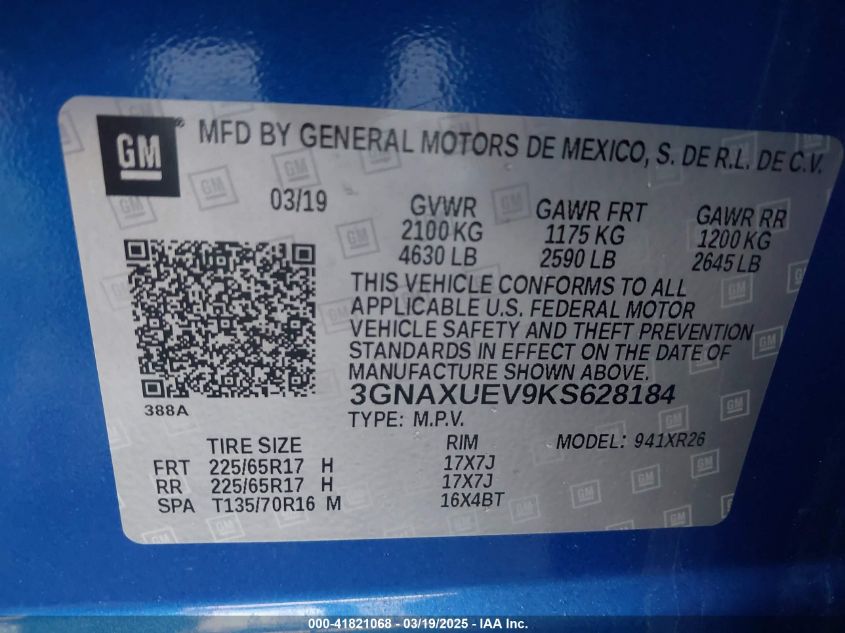 GM ® MFD BY GENERAL MOTORS DE MEXICO, S. DE R.L. DE C.V.
03/19 GVWR GAWR FRT GAWR RR
2100 KG 1175 KG 1200 KG
4630 LB 2590 LB 2645 LB
THIS VEHICLE CONFORMS TO ALL
APPLICABLE U.S. FEDERAL MOTOR
VEHICLE SAFETY AND THEFT PREVENTION
STANDARDS IN EFFECT ON THE DATE OF
MANUFACTURE SHOWN ABOVE.
388A
3GNAXUEV9KS628184
TYPE: M.P.V.
TIRE SIZE RIM MODEL: 941XR26
FRT 225/65R17 H 17X7J
RR 225/65R17 H 17X7J
SPA T135/70R16 M 16X4BT
000-41821068 - 03/19/2025 - IAA Inc.